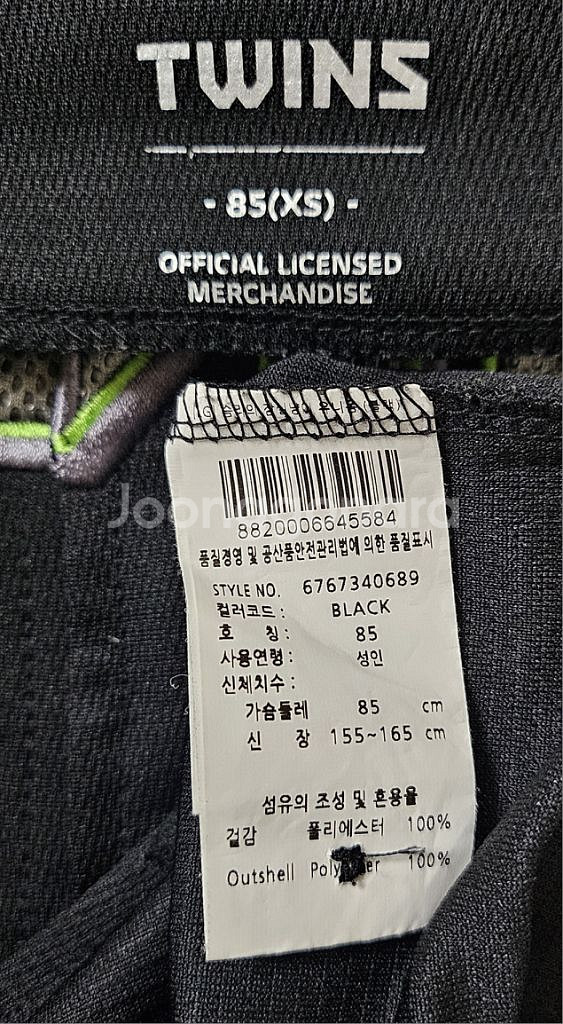 TWINS
- 85(XS) -
OFFICIAL LICENSED
MERCHANDISE
8820006645584
품질경영 및 공산품안전관리법에 의한 품질표시
STYLE NO. 6767340689
컬러코드 : BLACK
호 칭 : 85
사용연령 : 성인
신체치수 :
가슴둘레 85 cm
신 장 155~165 cm
섬유의 조성 및 혼용율
겉감 폴리에스터 100%
Outshell 100%